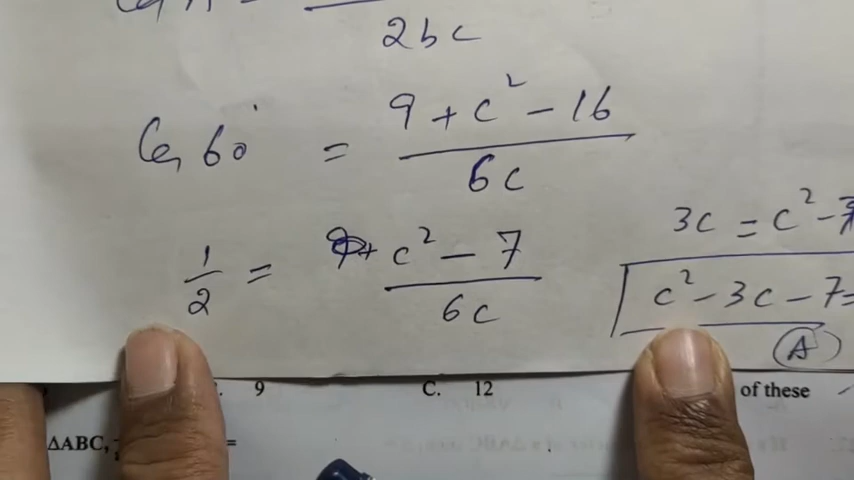 2bc
Cos 60° = 9 + c² - 16 / 6c
1/2 = c² - 7 / 6c
3c = c² - 7
c² - 3c - 7 =
A
9 C. 12 of these
ΔABC, =